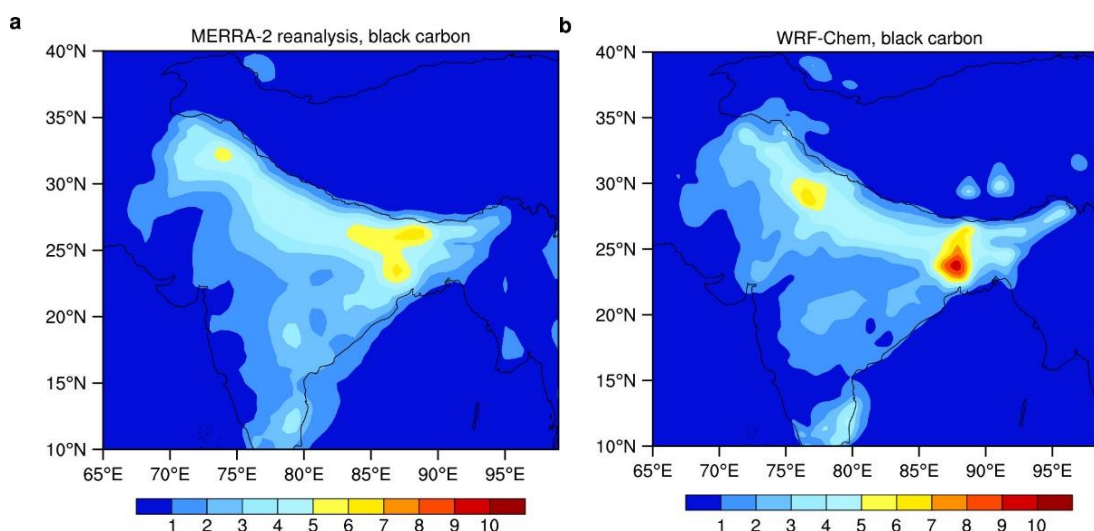 a
MERRA-2 reanalysis, black carbon
40°N
35°N
30°N
25°N
20°N
15°N
10°N
65°E 70°E 75°E 80°E 85°E 90°E 95°E
1 2 3 4 5 6 7 8 9 10
b
WRF-Chem, black carbon
40°N
35°N
30°N
25°N
20°N
15°N
10°N
65°E 70°E 75°E 80°E 85°E 90°E 95°E
1 2 3 4 5 6 7 8 9 10